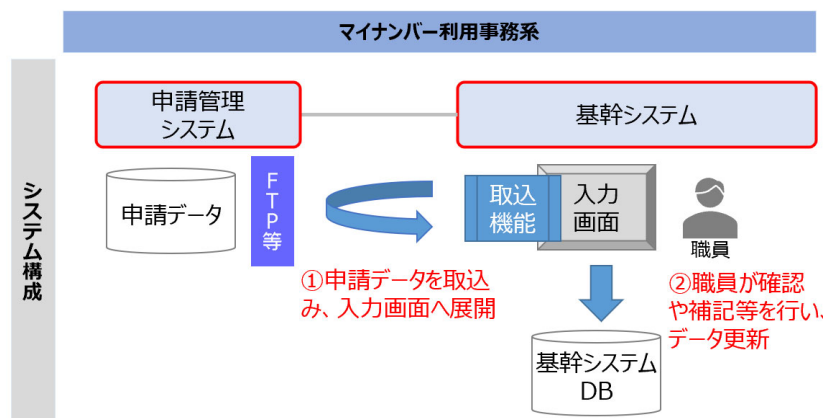 マイナンバー利用事務系
システム構成
申請管理
システム
基幹システム
申請データ
FTP等
取込
機能
入力
画面
職員
①申請データを取込
み、入力画面へ展開
②職員が確認
や補記等を行い、
データ更新
基幹システム
DB